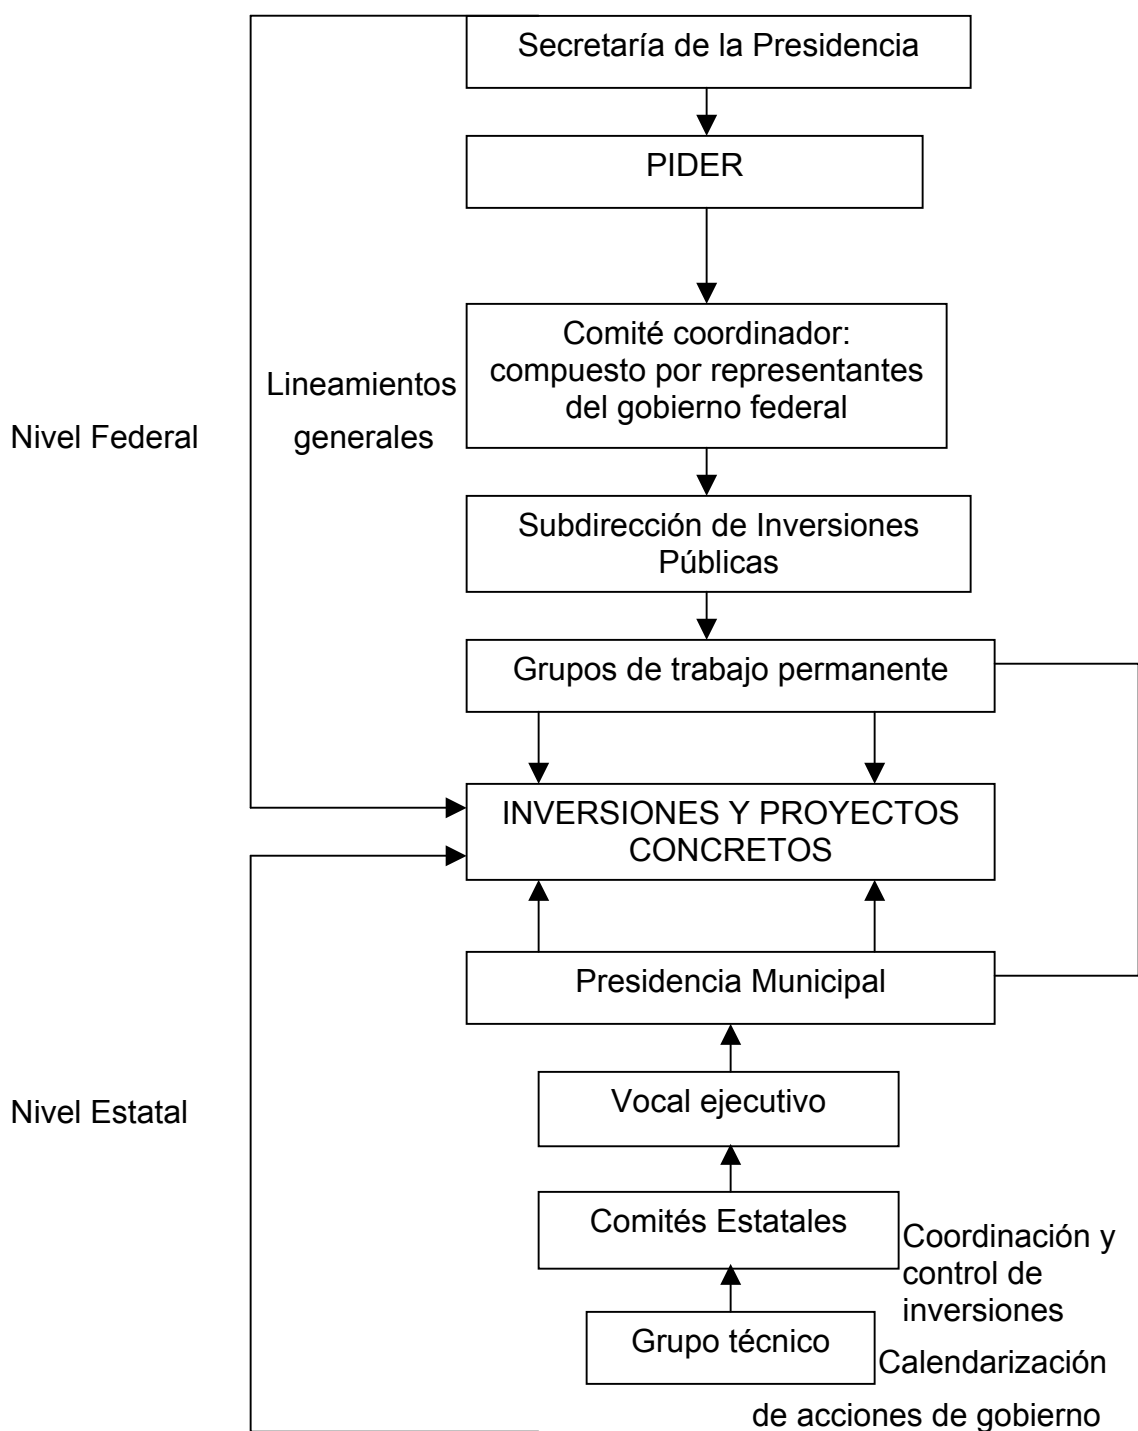 Secretaría de la Presidencia
PIDER
Comité coordinador:
compuesto por representantes
del gobierno federal
Lineamientos
generales
Nivel Federal
Subdirección de Inversiones
Públicas
Grupos de trabajo permanente
INVERSIONES Y PROYECTOS
CONCRETOS
Presidencia Municipal
Vocal ejecutivo
Nivel Estatal
Comités Estatales
Coordinación y
control de
inversiones
Grupo técnico
Calendarización
de acciones de gobierno